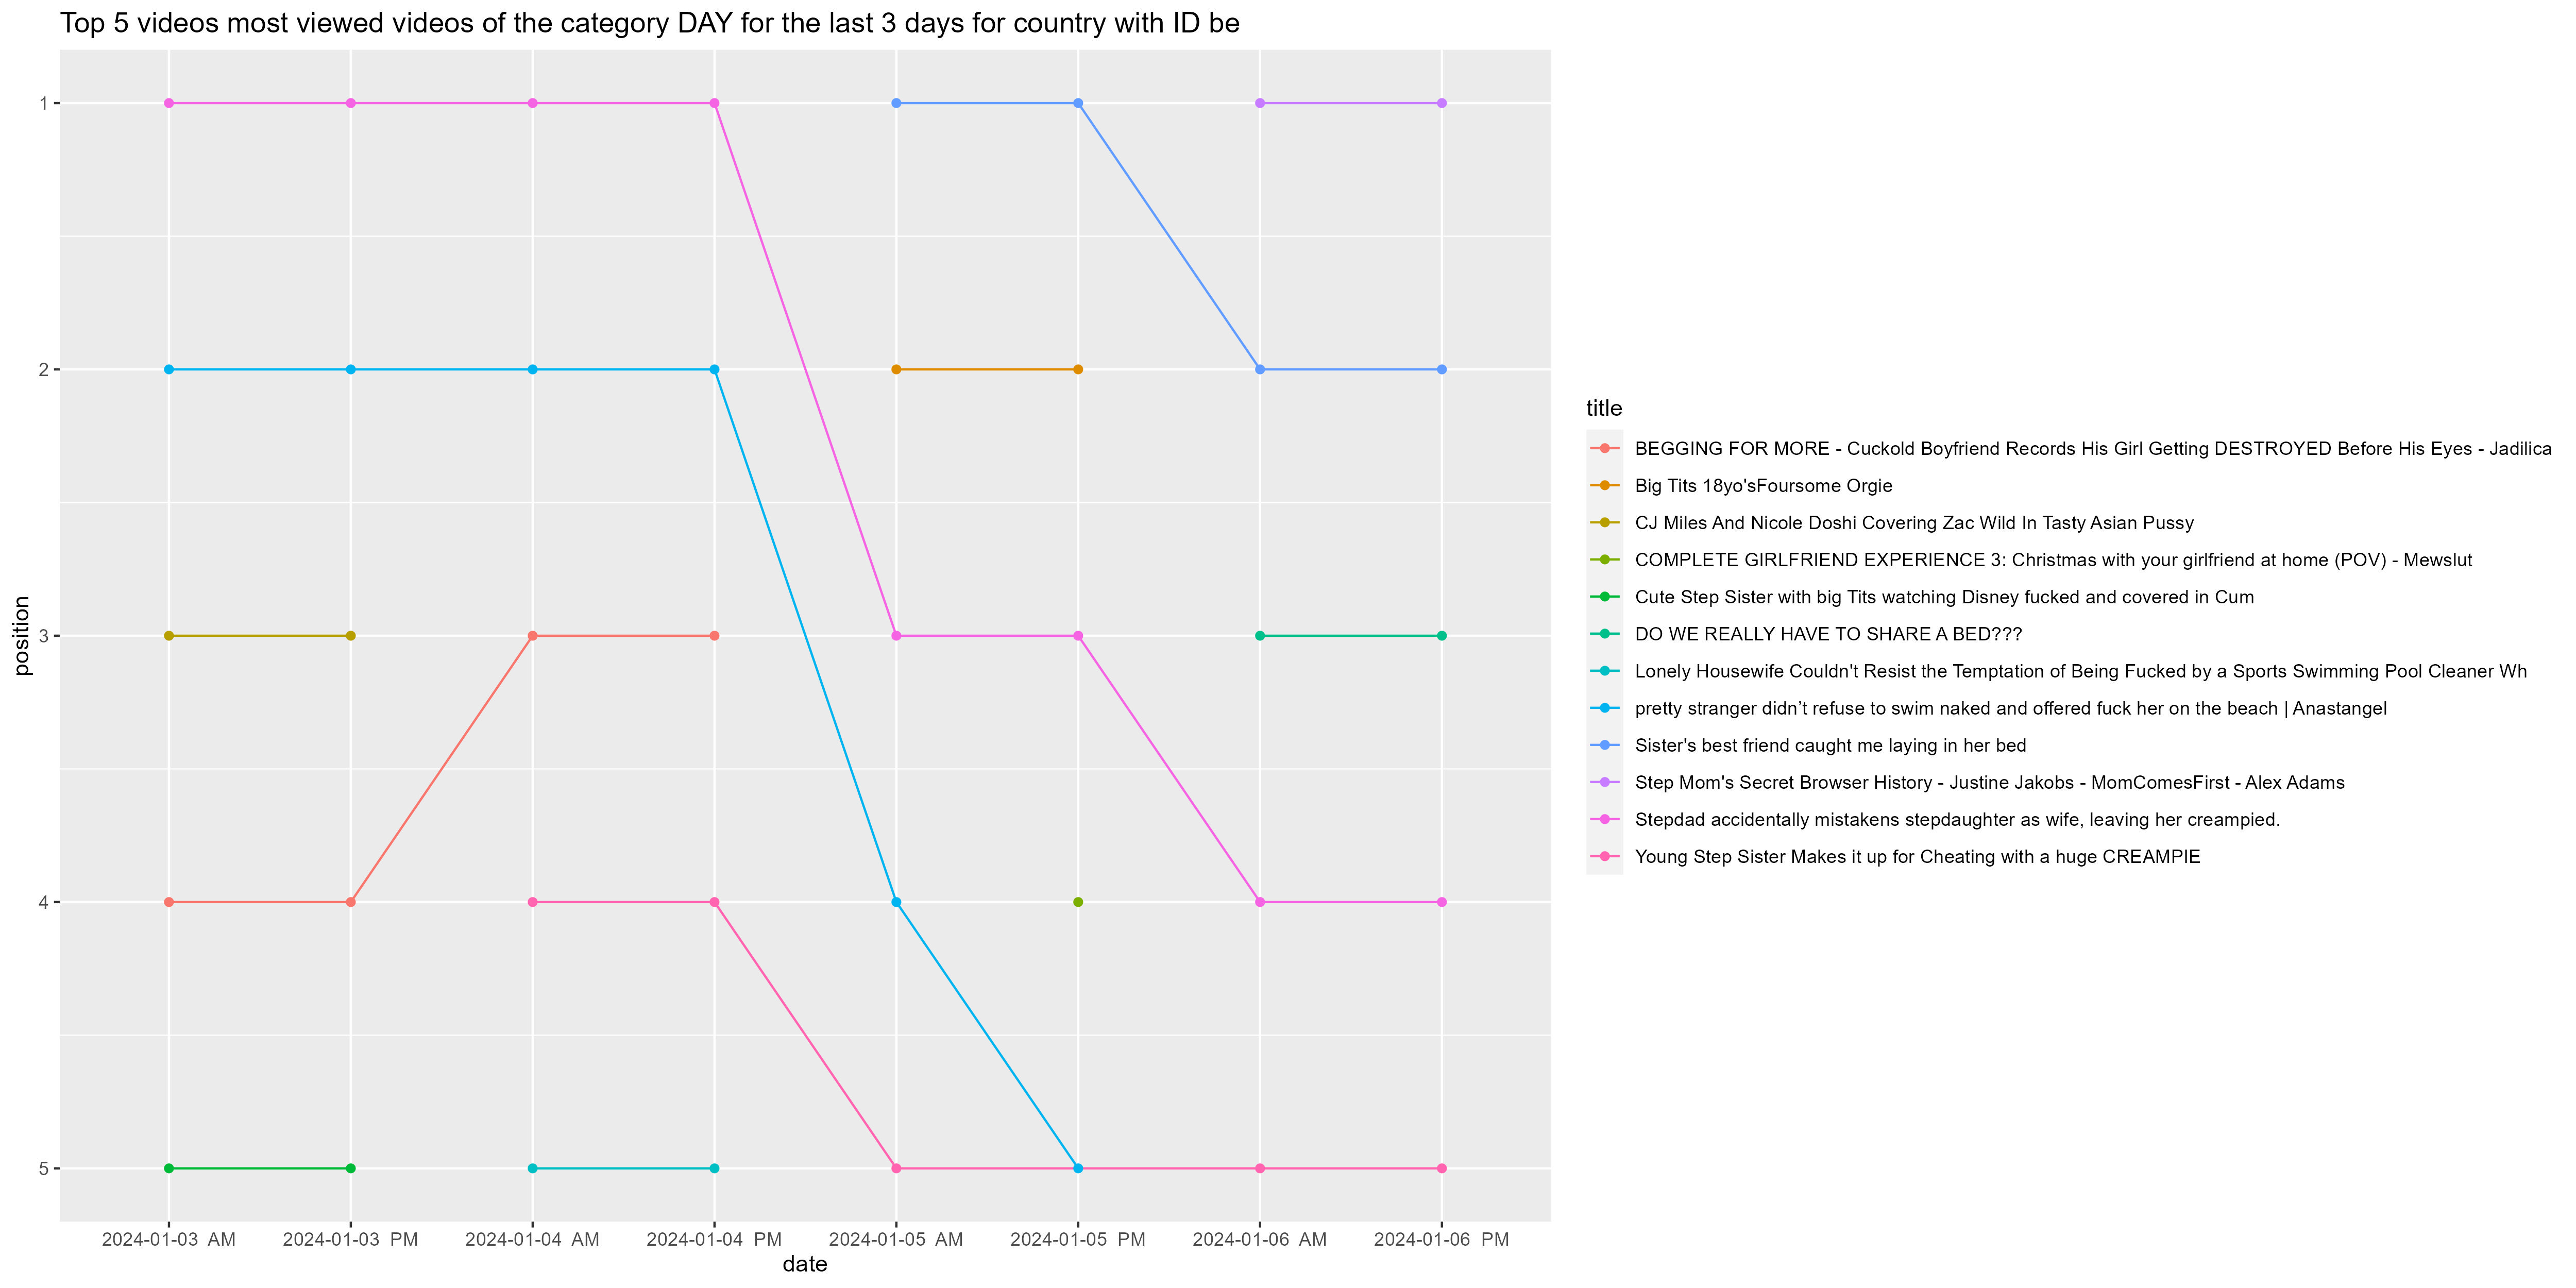 Top 5 videos most viewed videos of the category DAY for the last 3 days for country with ID be
1
2
3
4
5
position
2024-01-03 AM
2024-01-03 PM
2024-01-04 AM
2024-01-04 PM
2024-01-05 AM
2024-01-05 PM
2024-01-06 AM
2024-01-06 PM
date
title
BEGGING FOR MORE - Cuckold Boyfriend Records His Girl Getting DESTROYED Before His Eyes - Jadilica
Big Tits 18yo'sFoursome Orgie
CJ Miles And Nicole Doshi Covering Zac Wild In Tasty Asian Pussy
COMPLETE GIRLFRIEND EXPERIENCE 3: Christmas with your girlfriend at home (POV) - Mewslut
Cute Step Sister with big Tits watching Disney fucked and covered in Cum
DO WE REALLY HAVE TO SHARE A BED???
Lonely Housewife Couldn't Resist the Temptation of Being Fucked by a Sports Swimming Pool Cleaner Wh
pretty stranger didn’t refuse to swim naked and offered fuck her on the beach | Anastangel
Sister's best friend caught me laying in her bed
Step Mom's Secret Browser History - Justine Jakobs - MomComesFirst - Alex Adams
Stepdad accidentally mistakens stepdaughter as wife, leaving her creampied.
Young Step Sister Makes it up for Cheating with a huge CREAMPIE